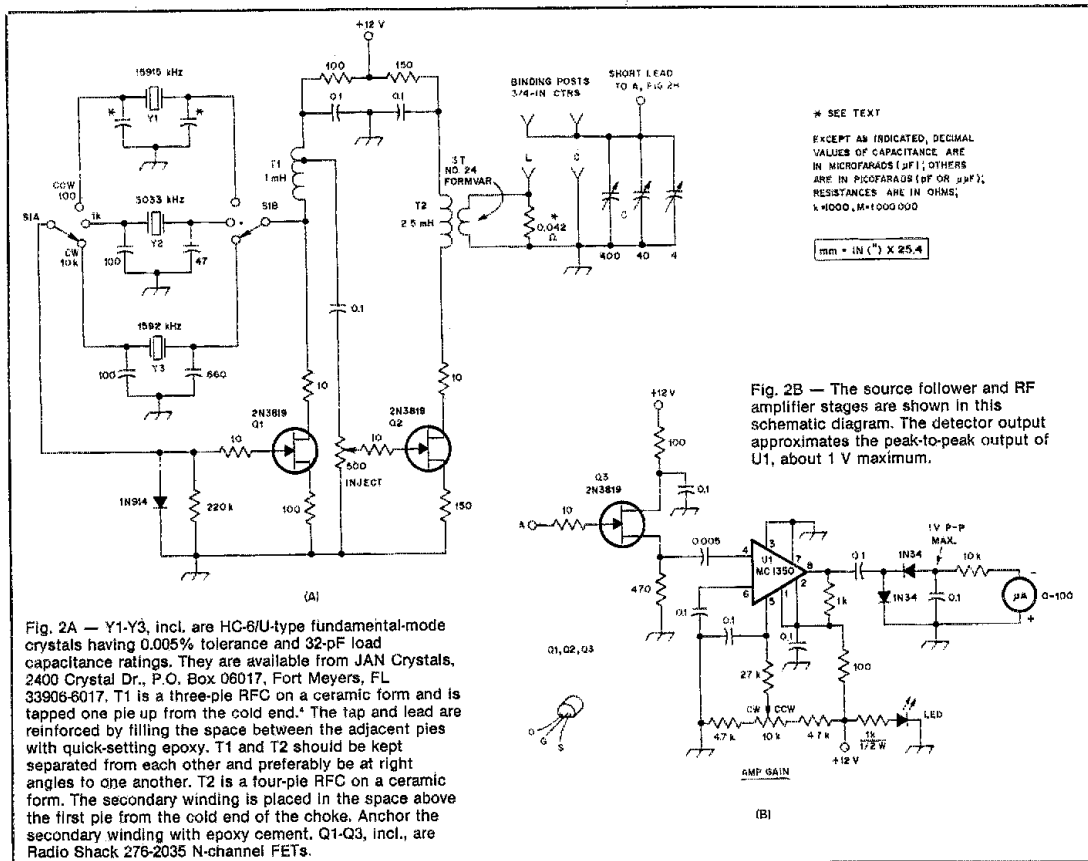 +12 V
15915 kHz
Y1
*
*
100
150
0.1
0.1
BINDING POSTS
3/4-IN CTRS
SHORT LEAD
TO A, FIG 2B
* SEE TEXT
EXCEPT AS INDICATED, DECIMAL
VALUES OF CAPACITANCE ARE
IN MICROFARADS (µF); OTHERS
ARE IN PICOFARADS (pF OR µµF);
RESISTANCES ARE IN OHMS;
k=1000, M=1000 000
mm = IN (") X 25.4
T1
1 mH
3T
NO. 24
FORMVAR
T2
2.5 mH
L
C
*
0.042
Ω
C
400
40
4
CCW
100
S1A
1k
CW
10k
5033 kHz
Y2
100
47
S1B
0.1
1592 kHz
Y3
100
660
10
10
2N3819
Q1
2N3819
Q2
10
10
500
INJECT
1N914
220 k
100
150
(A)
Fig. 2B — The source follower and RF
amplifier stages are shown in this
schematic diagram. The detector output
approximates the peak-to-peak output of
U1, about 1 V maximum.
+12 V
100
0.1
Q3
2N3819
A
10
470
0.005
4
3
U1
MC1350
7
8
6
5
1
2
0.1
0.1
0.1
1k
0.1
1N34
1N34
1V P-P
MAX.
0.1
10 k
-
µA
+
0-100
27 k
100
CW
CCW
4.7 k
10k
4.7 k
1k
1/2 W
LED
+12 V
AMP GAIN
(B)
Q1,Q2,Q3
D
G
S
Fig. 2A — Y1-Y3, incl. are HC-6/U-type fundamental-mode
crystals having 0.005% tolerance and 32-pF load
capacitance ratings. They are available from JAN Crystals,
2400 Crystal Dr., P.O. Box 06017, Fort Meyers, FL
33906-6017. T1 is a three-pie RFC on a ceramic form and is
tapped one pie up from the cold end.⁴ The tap and lead are
reinforced by filling the space between the adjacent pies
with quick-setting epoxy. T1 and T2 should be kept
separated from each other and preferably be at right
angles to one another. T2 is a four-pie RFC on a ceramic
form. The secondary winding is placed in the space above
the first pie from the cold end of the choke. Anchor the
secondary winding with epoxy cement. Q1-Q3, incl., are
Radio Shack 276-2035 N-channel FETs.